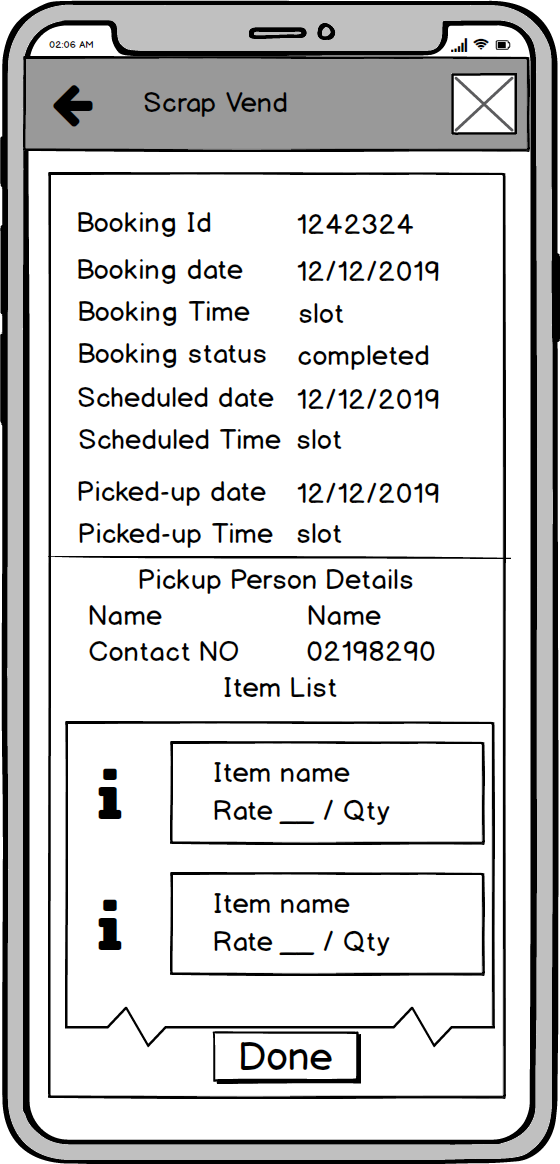 02:06 AM
Scrap Vend
Booking Id 1242324
Booking date 12/12/2019
Booking Time slot
Booking status completed
Scheduled date 12/12/2019
Scheduled Time slot
Picked-up date 12/12/2019
Picked-up Time slot
Pickup Person Details
Name Name
Contact NO 02198290
Item List
Item name
Rate __ / Qty
Item name
Rate __ / Qty
Done